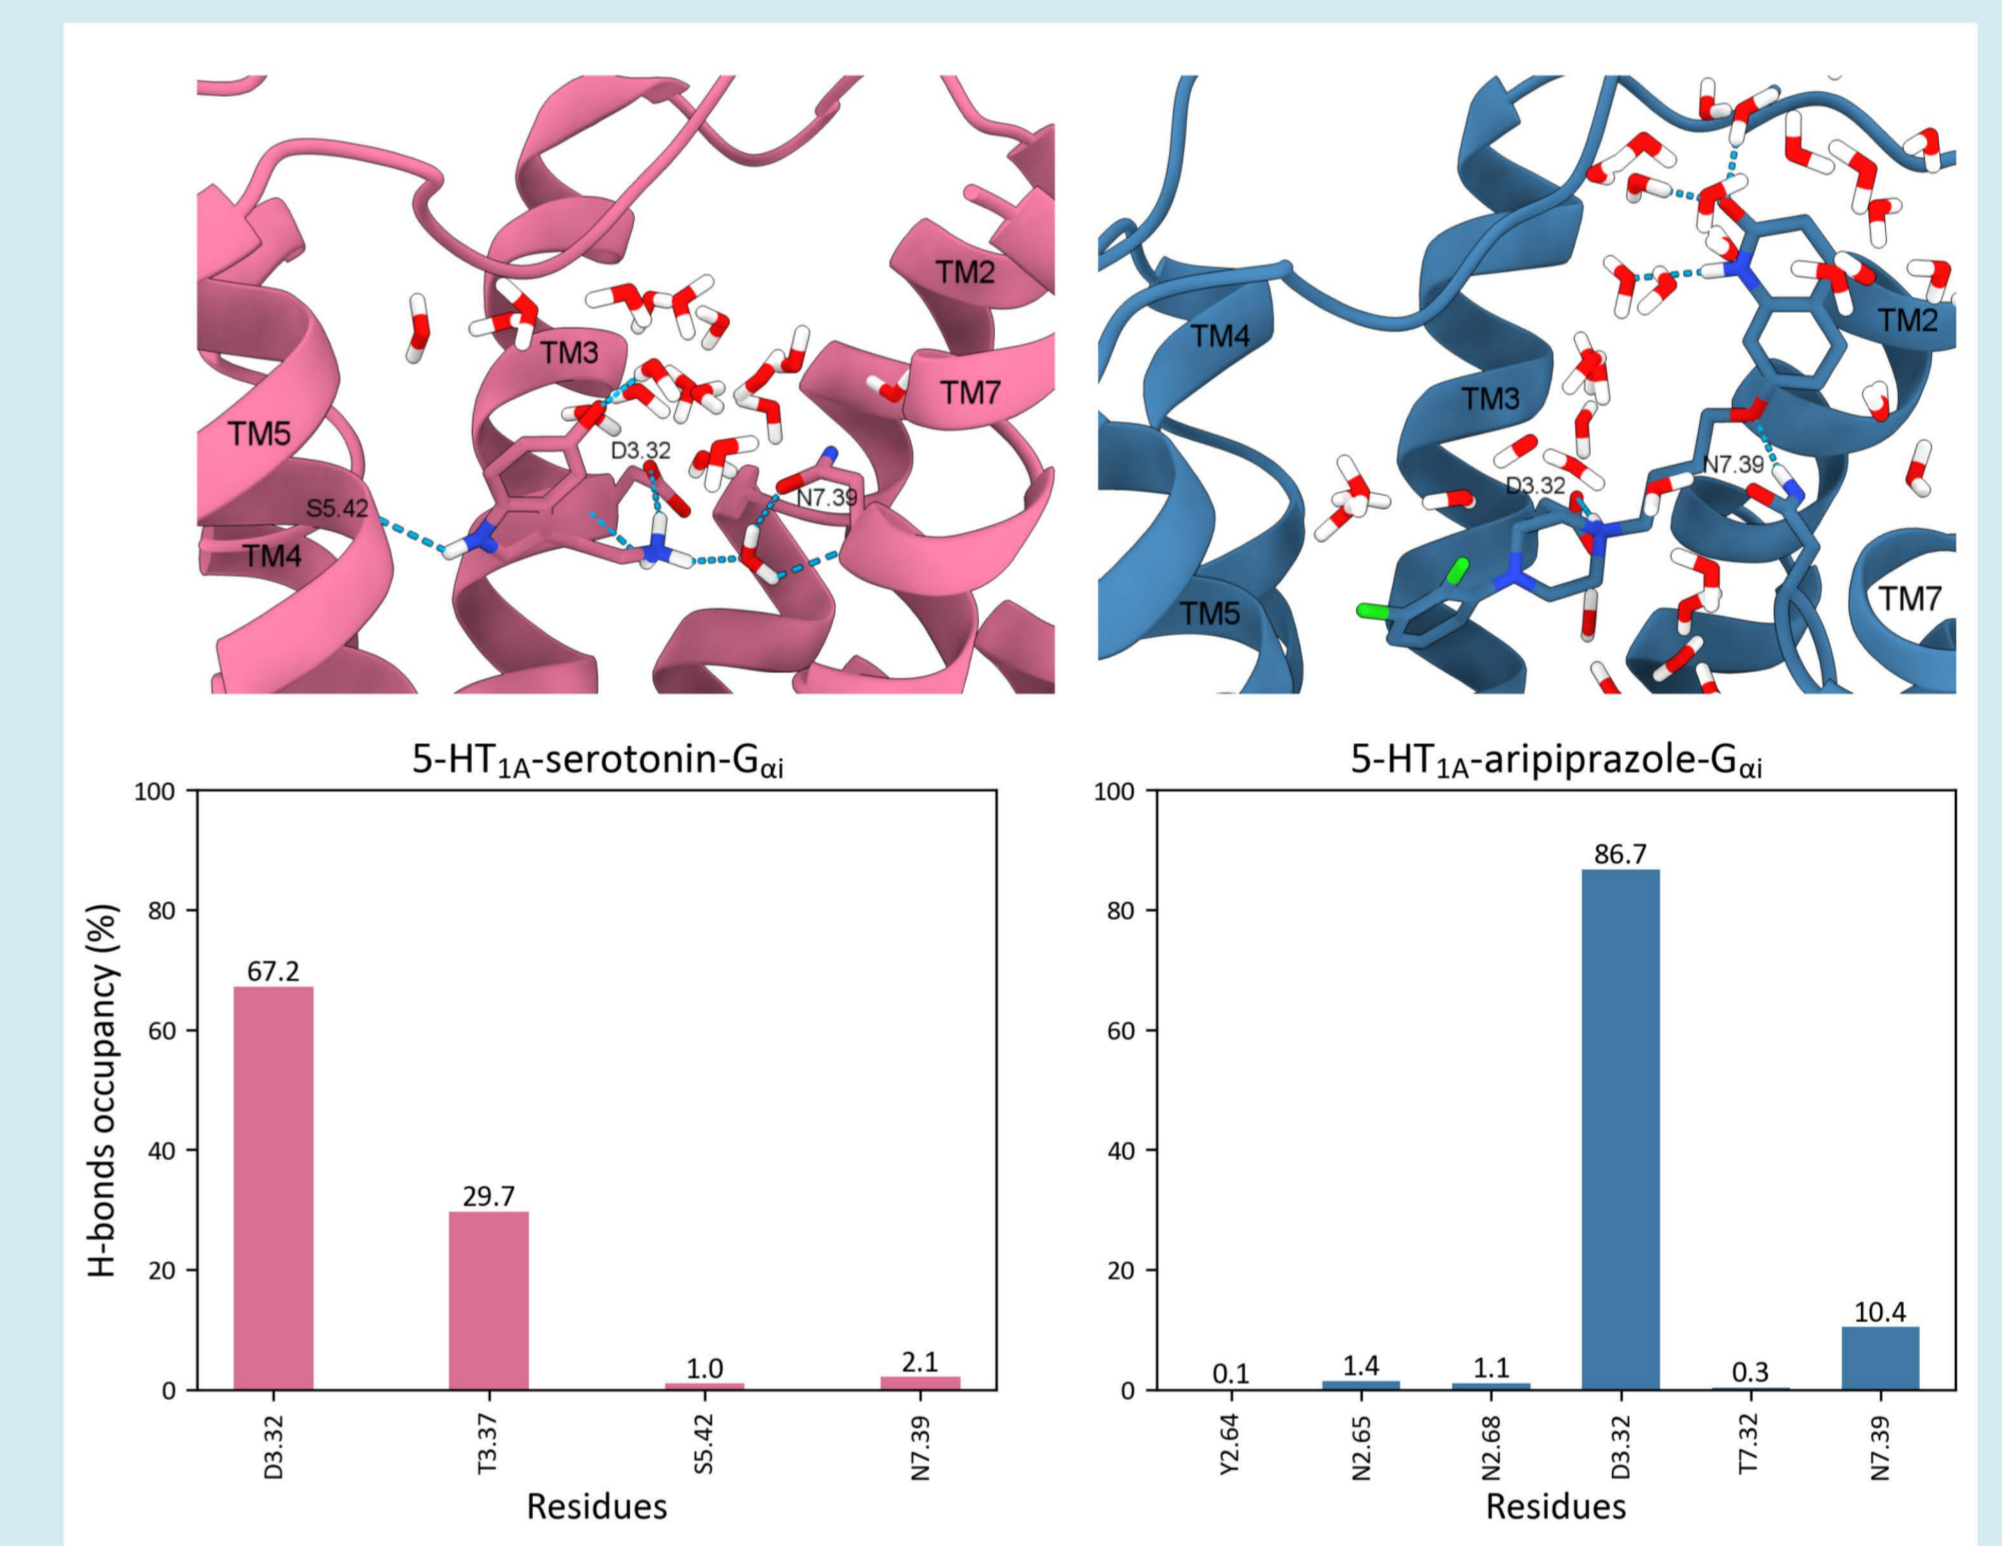 TM2
TM3
TM7
TM5
D3.32
N7.39
S5.42
TM4
TM4
TM2
TM3
N7.39
D3.32
TM5
TM7
5-HT1A-serotonin-Gαi
100
80
60
40
20
0
H-bonds occupancy (%)
67.2
29.7
1.0
2.1
D3.32
T3.37
S5.42
N7.39
Residues
5-HT1A-aripiprazole-Gαi
100
80
60
40
20
0
0.1
1.4
1.1
86.7
0.3
10.4
Y2.64
N2.65
N2.68
D3.32
T7.32
N7.39
Residues